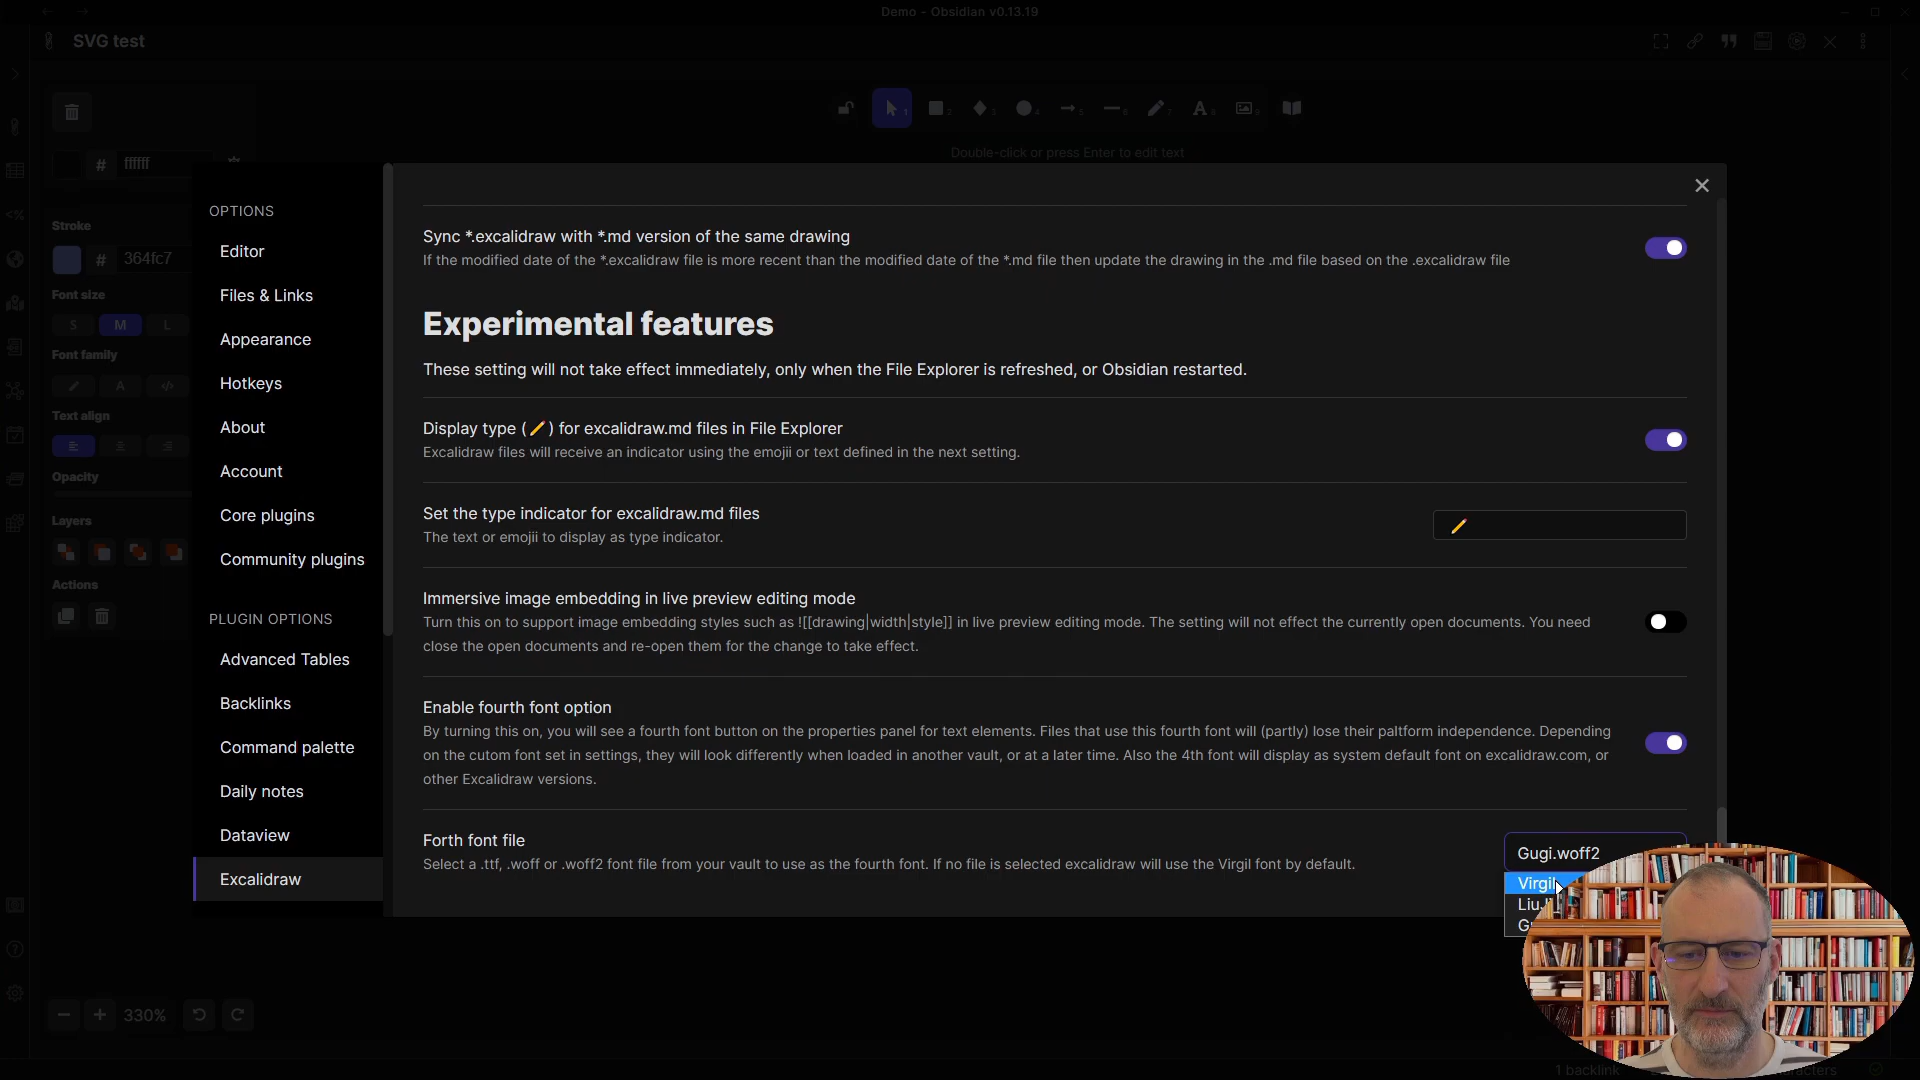 Demo - Obsidian v0.13.19
SVG test
Double-click or press Enter to edit text
# ffffff
Stroke
# 364fc7
Font size
S M L
Font family
Text align
Opacity
Layers
Actions
330%
OPTIONS
Editor
Files & Links
Appearance
Hotkeys
About
Account
Core plugins
Community plugins
PLUGIN OPTIONS
Advanced Tables
Backlinks
Command palette
Daily notes
Dataview
Excalidraw
Sync *.excalidraw with *.md version of the same drawing
If the modified date of the *.excalidraw file is more recent than the modified date of the *.md file then update the drawing in the .md file based on the .excalidraw file
Experimental features
These setting will not take effect immediately, only when the File Explorer is refreshed, or Obsidian restarted.
Display type (✏️) for excalidraw.md files in File Explorer
Excalidraw files will receive an indicator using the emojii or text defined in the next setting.
Set the type indicator for excalidraw.md files
The text or emojii to display as type indicator.
✏️
Immersive image embedding in live preview editing mode
Turn this on to support image embedding styles such as ![[drawing|width|style]] in live preview editing mode. The setting will not effect the currently open documents. You need
close the open documents and re-open them for the change to take effect.
Enable fourth font option
By turning this on, you will see a fourth font button on the properties panel for text elements. Files that use this fourth font will (partly) lose their paltform independence. Depending
on the cutom font set in settings, they will look differently when loaded in another vault, or at a later time. Also the 4th font will display as system default font on excalidraw.com, or
other Excalidraw versions.
Forth font file
Select a .ttf, .woff or .woff2 font file from your vault to use as the fourth font. If no file is selected excalidraw will use the Virgil font by default.
Gugi.woff2
Virgil
1 backlink